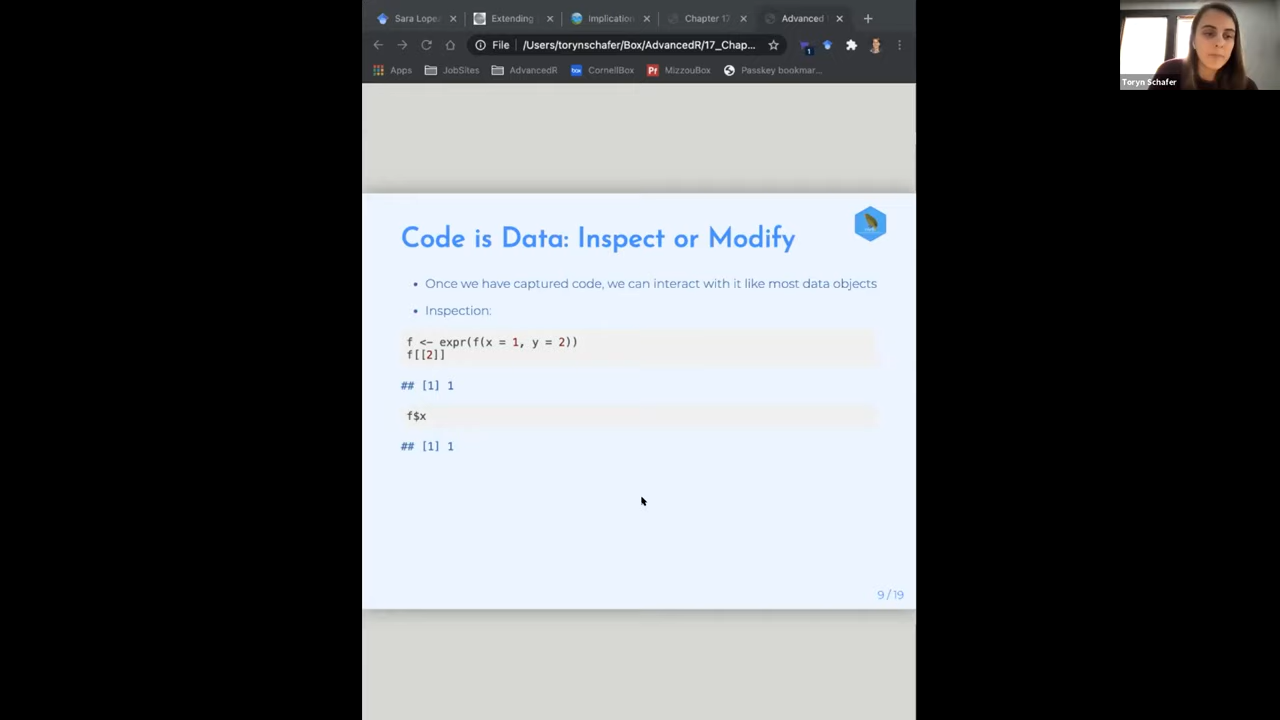 Sara Lopez
Extending
Implication
Chapter 17
Advanced
File
/Users/torynschafer/Box/AdvancedR/17_Chap...
1
Apps
JobSites
AdvancedR
box
CornellBox
MizzouBox
Passkey bookmar...
Toryn Schafer
Code is Data: Inspect or Modify
• Once we have captured code, we can interact with it like most data objects
• Inspection:
f <- expr(f(x = 1, y = 2))
f[[2]]
## [1] 1
f$x
## [1] 1
9 / 19